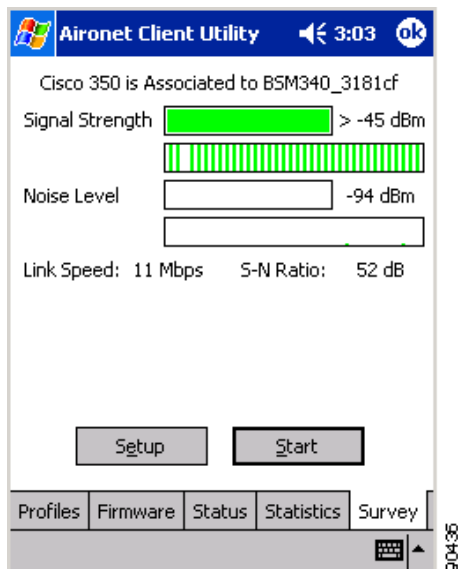 Aironet Client Utility 3:03 ok
Cisco 350 is Associated to BSM340_3181cf
Signal Strength > -45 dBm
Noise Level -94 dBm
Link Speed: 11 Mbps S-N Ratio: 52 dB
Setup Start
Profiles Firmware Status Statistics Survey
90436